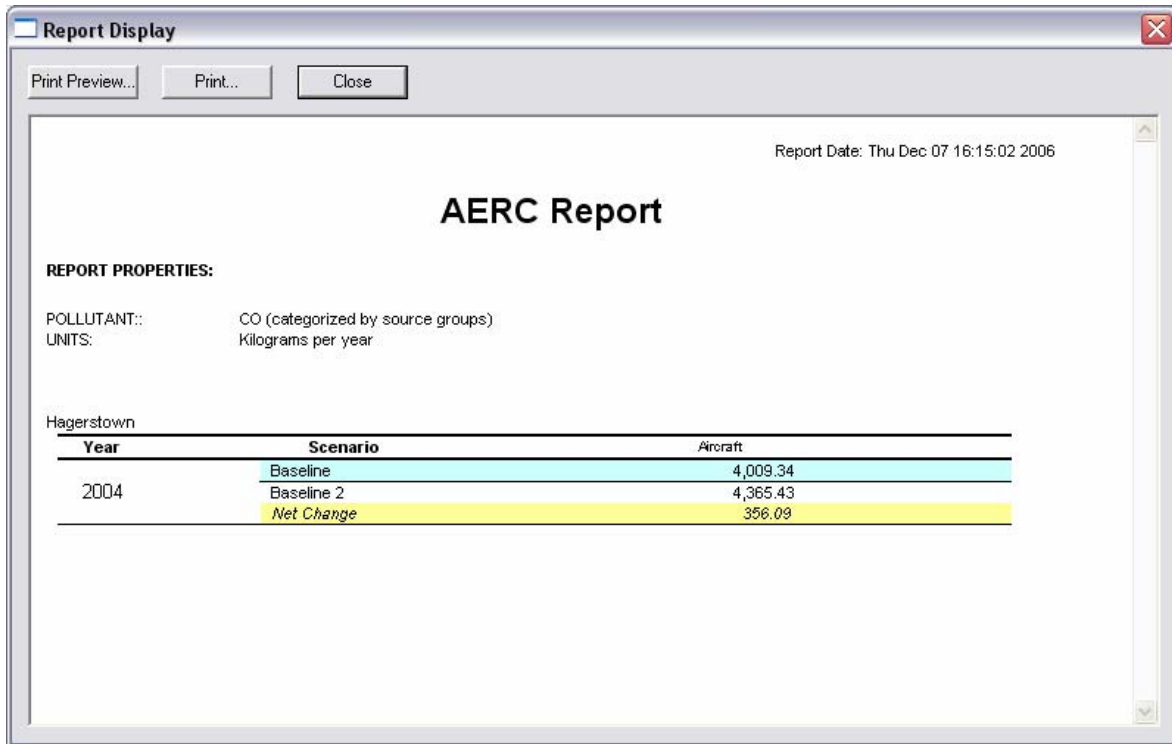 Report Display
Print Preview... Print... Close
Report Date: Thu Dec 07 16:15:02 2006
AERC Report
REPORT PROPERTIES:
POLLUTANT:: CO (categorized by source groups)
UNITS: Kilograms per year
Hagerstown
Year Scenario Aircraft
Baseline 4,009.34
2004 Baseline 2 4,365.43
Net Change 356.09